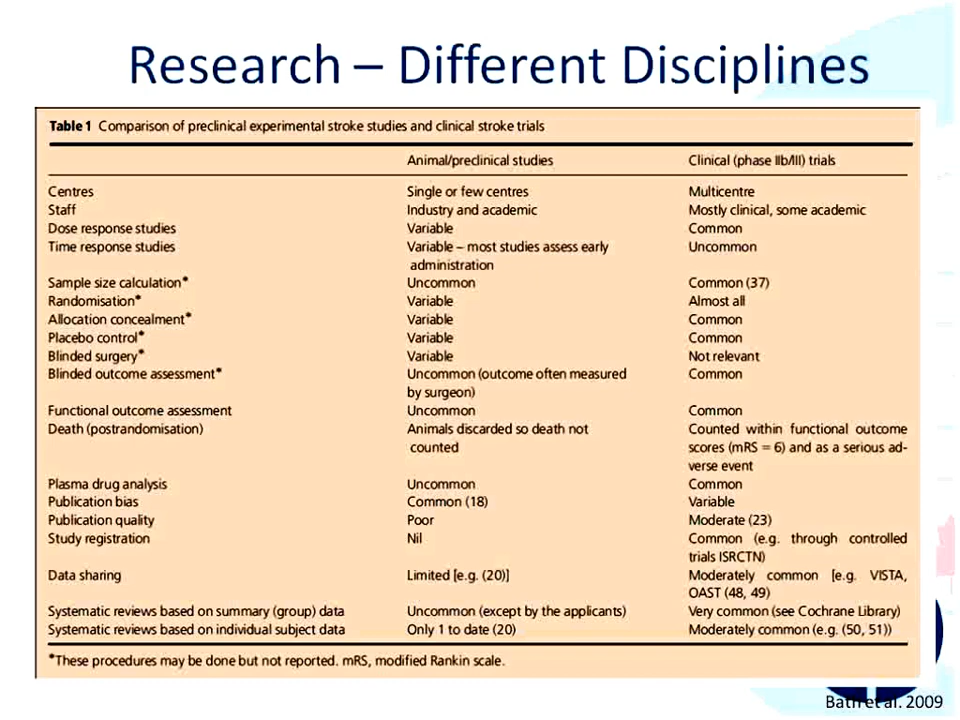 Research – Different Disciplines
Table 1 Comparison of preclinical experimental stroke studies and clinical stroke trials
Animal/preclinical studies Clinical (phase IIb/III) trials
Centres Single or few centres Multicentre
Staff Industry and academic Mostly clinical, some academic
Dose response studies Variable Common
Time response studies Variable – most studies assess early Uncommon
administration
Sample size calculation* Uncommon Common (37)
Randomisation* Variable Almost all
Allocation concealment* Variable Common
Placebo control* Variable Common
Blinded surgery* Variable Not relevant
Blinded outcome assessment* Uncommon (outcome often measured Common
by surgeon)
Functional outcome assessment Uncommon Common
Death (postrandomisation) Animals discarded so death not Counted within functional outcome
counted scores (mRS = 6) and as a serious ad-
verse event
Plasma drug analysis Uncommon Common
Publication bias Common (18) Variable
Publication quality Poor Moderate (23)
Study registration Nil Common (e.g. through controlled
trials ISRCTN)
Data sharing Limited [e.g. (20)] Moderately common [e.g. VISTA,
OAST (48, 49)
Systematic reviews based on summary (group) data Uncommon (except by the applicants) Very common (see Cochrane Library)
Systematic reviews based on individual subject data Only 1 to date (20) Moderately common (e.g. (50, 51))
*These procedures may be done but not reported. mRS, modified Rankin scale.
Bath et al. 2009